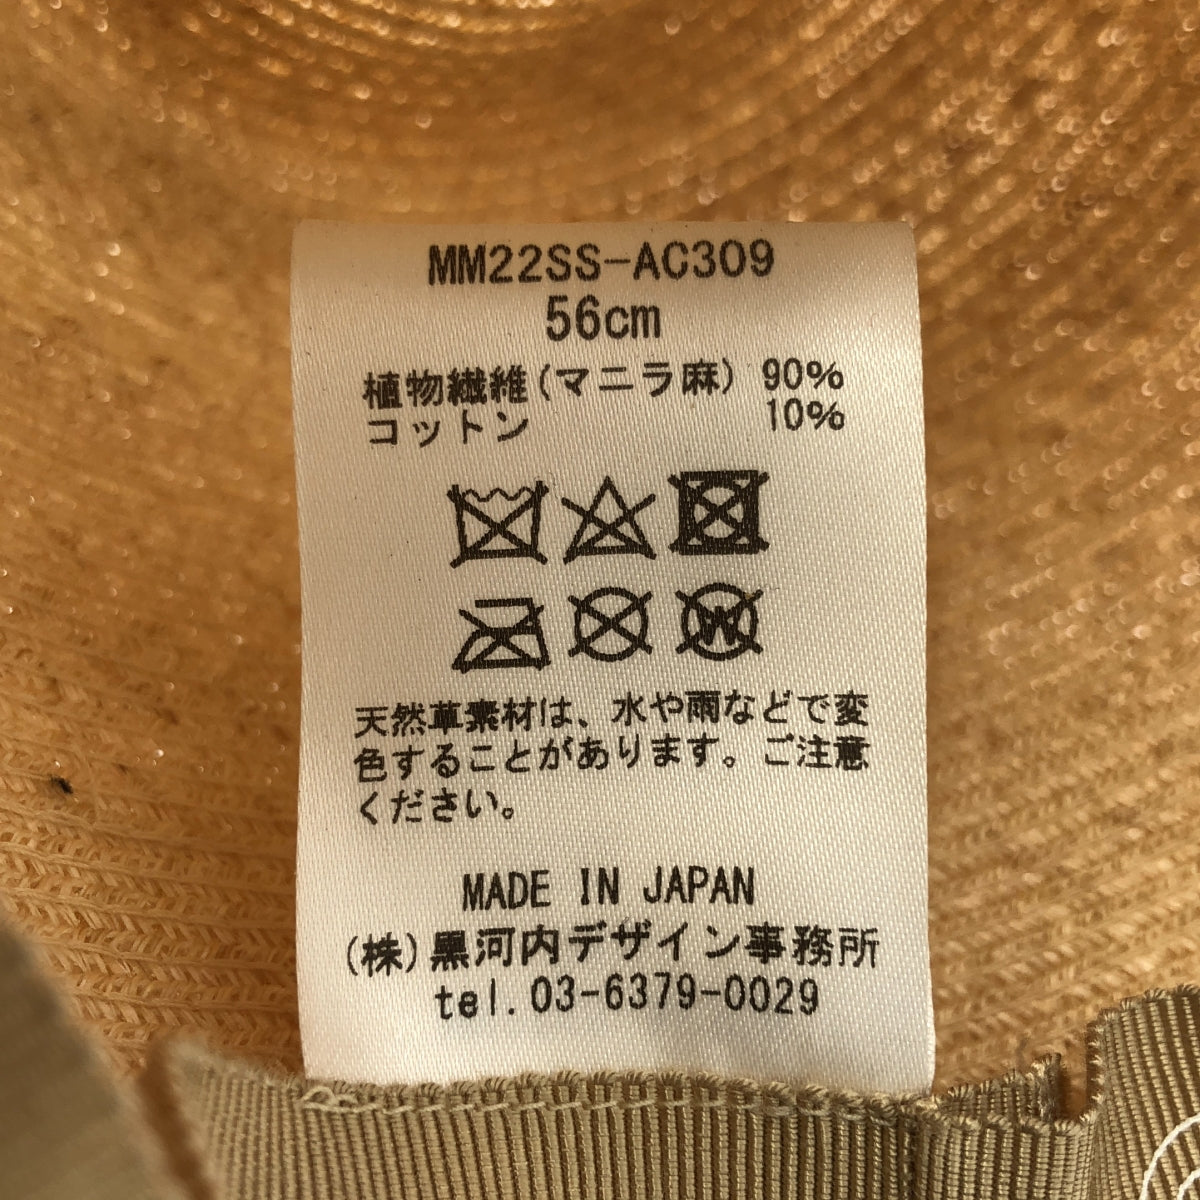 MM22SS-AC309
56cm
植物繊維(マニラ麻) 90%
コットン 10%
W
天然草素材は、水や雨などで変
色することがあります。ご注意
ください。
MADE IN JAPAN
(株)黒河内デザイン事務所
tel.03-6379-0029